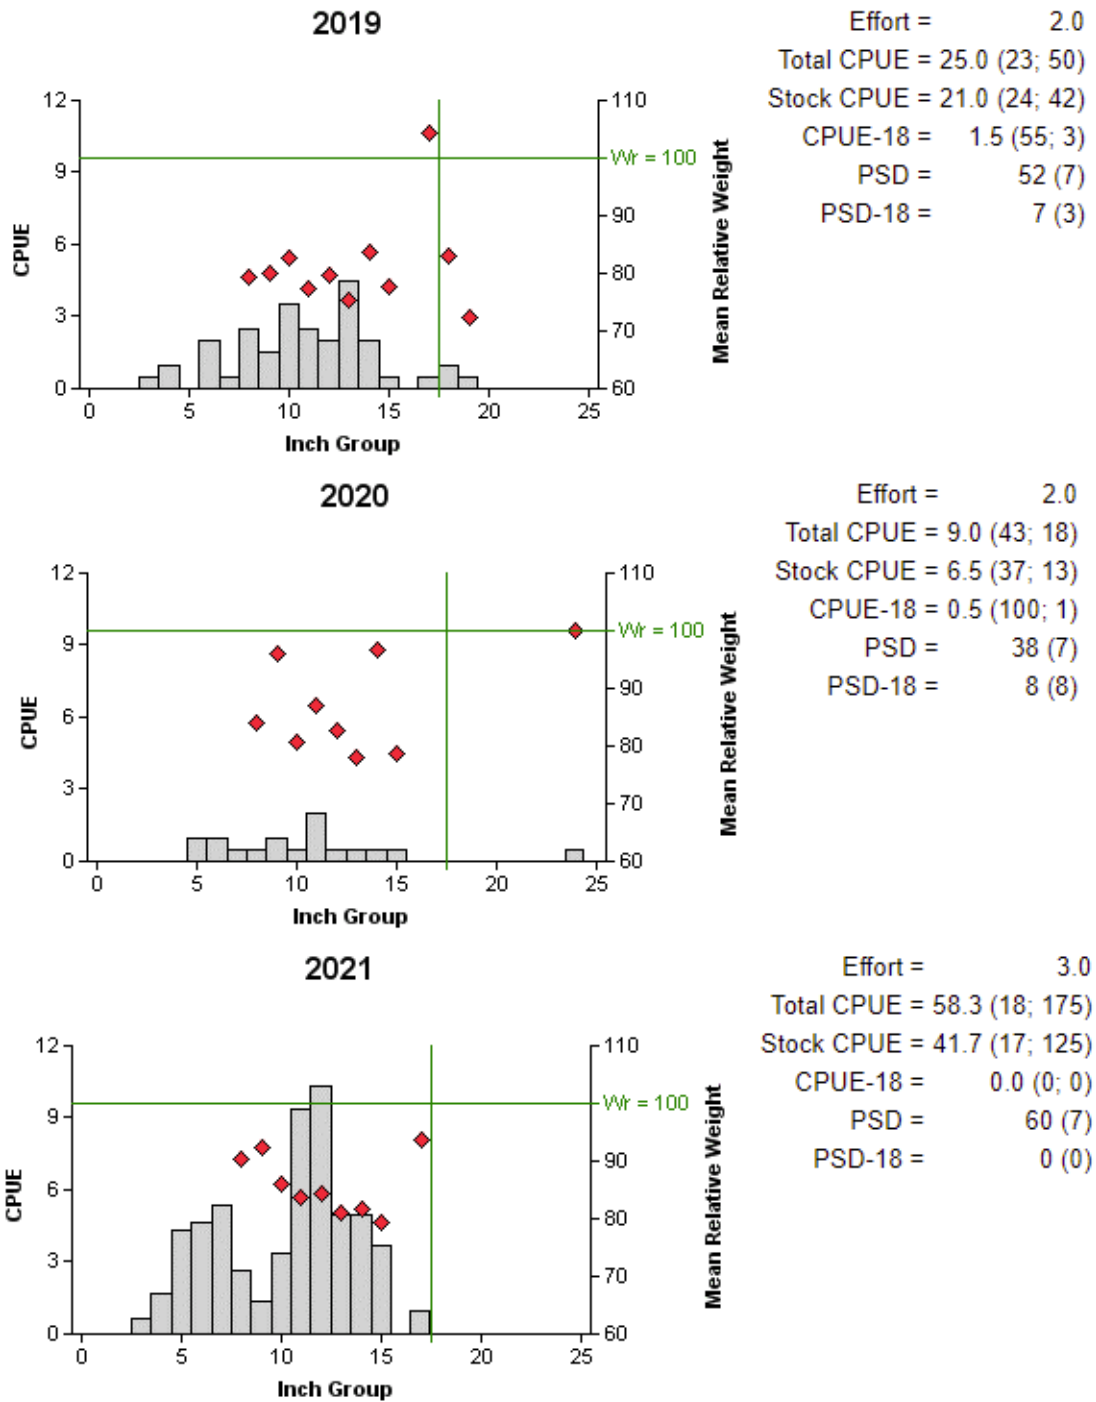 2019
Effort = 2.0
Total CPUE = 25.0 (23; 50)
Stock CPUE = 21.0 (24; 42)
CPUE-18 = 1.5 (55; 3)
PSD = 52 (7)
PSD-18 = 7 (3)
12
9
6
3
0
CPUE
110
Wr = 100
90
80
70
60
Mean Relative Weight
0 5 10 15 20 25
Inch Group
2020
Effort = 2.0
Total CPUE = 9.0 (43; 18)
Stock CPUE = 6.5 (37; 13)
CPUE-18 = 0.5 (100; 1)
PSD = 38 (7)
PSD-18 = 8 (8)
12
9
6
3
0
CPUE
110
Wr = 100
90
80
70
60
Mean Relative Weight
0 5 10 15 20 25
Inch Group
2021
Effort = 3.0
Total CPUE = 58.3 (18; 175)
Stock CPUE = 41.7 (17; 125)
CPUE-18 = 0.0 (0; 0)
PSD = 60 (7)
PSD-18 = 0 (0)
12
9
6
3
0
CPUE
110
Wr = 100
90
80
70
60
Mean Relative Weight
0 5 10 15 20 25
Inch Group